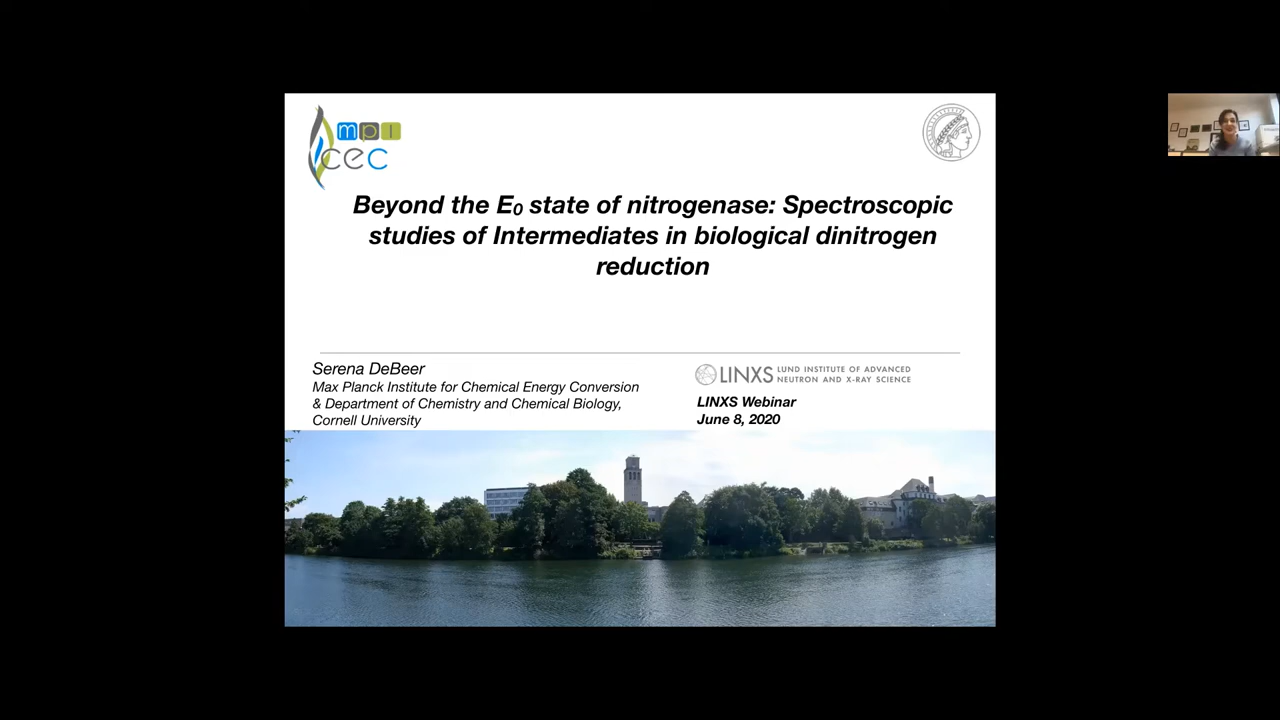 mpi
cec
Beyond the E₀ state of nitrogenase: Spectroscopic
studies of Intermediates in biological dinitrogen
reduction
Serena DeBeer
Max Planck Institute for Chemical Energy Conversion
& Department of Chemistry and Chemical Biology,
Cornell University
LINXS LUND INSTITUTE OF ADVANCED
NEUTRON AND X-RAY SCIENCE
LINXS Webinar
June 8, 2020